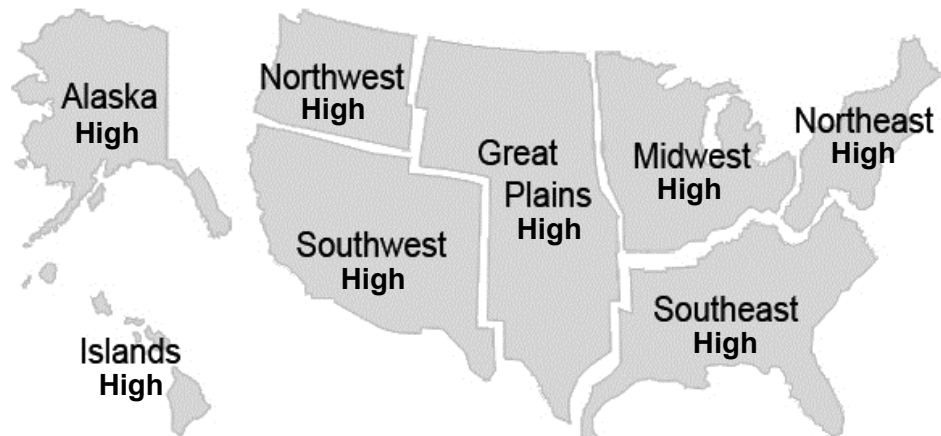 Alaska
High
Northwest
High
Great
Plains
High
Midwest
High
Northeast
High
Southwest
High
Southeast
High
Islands
High